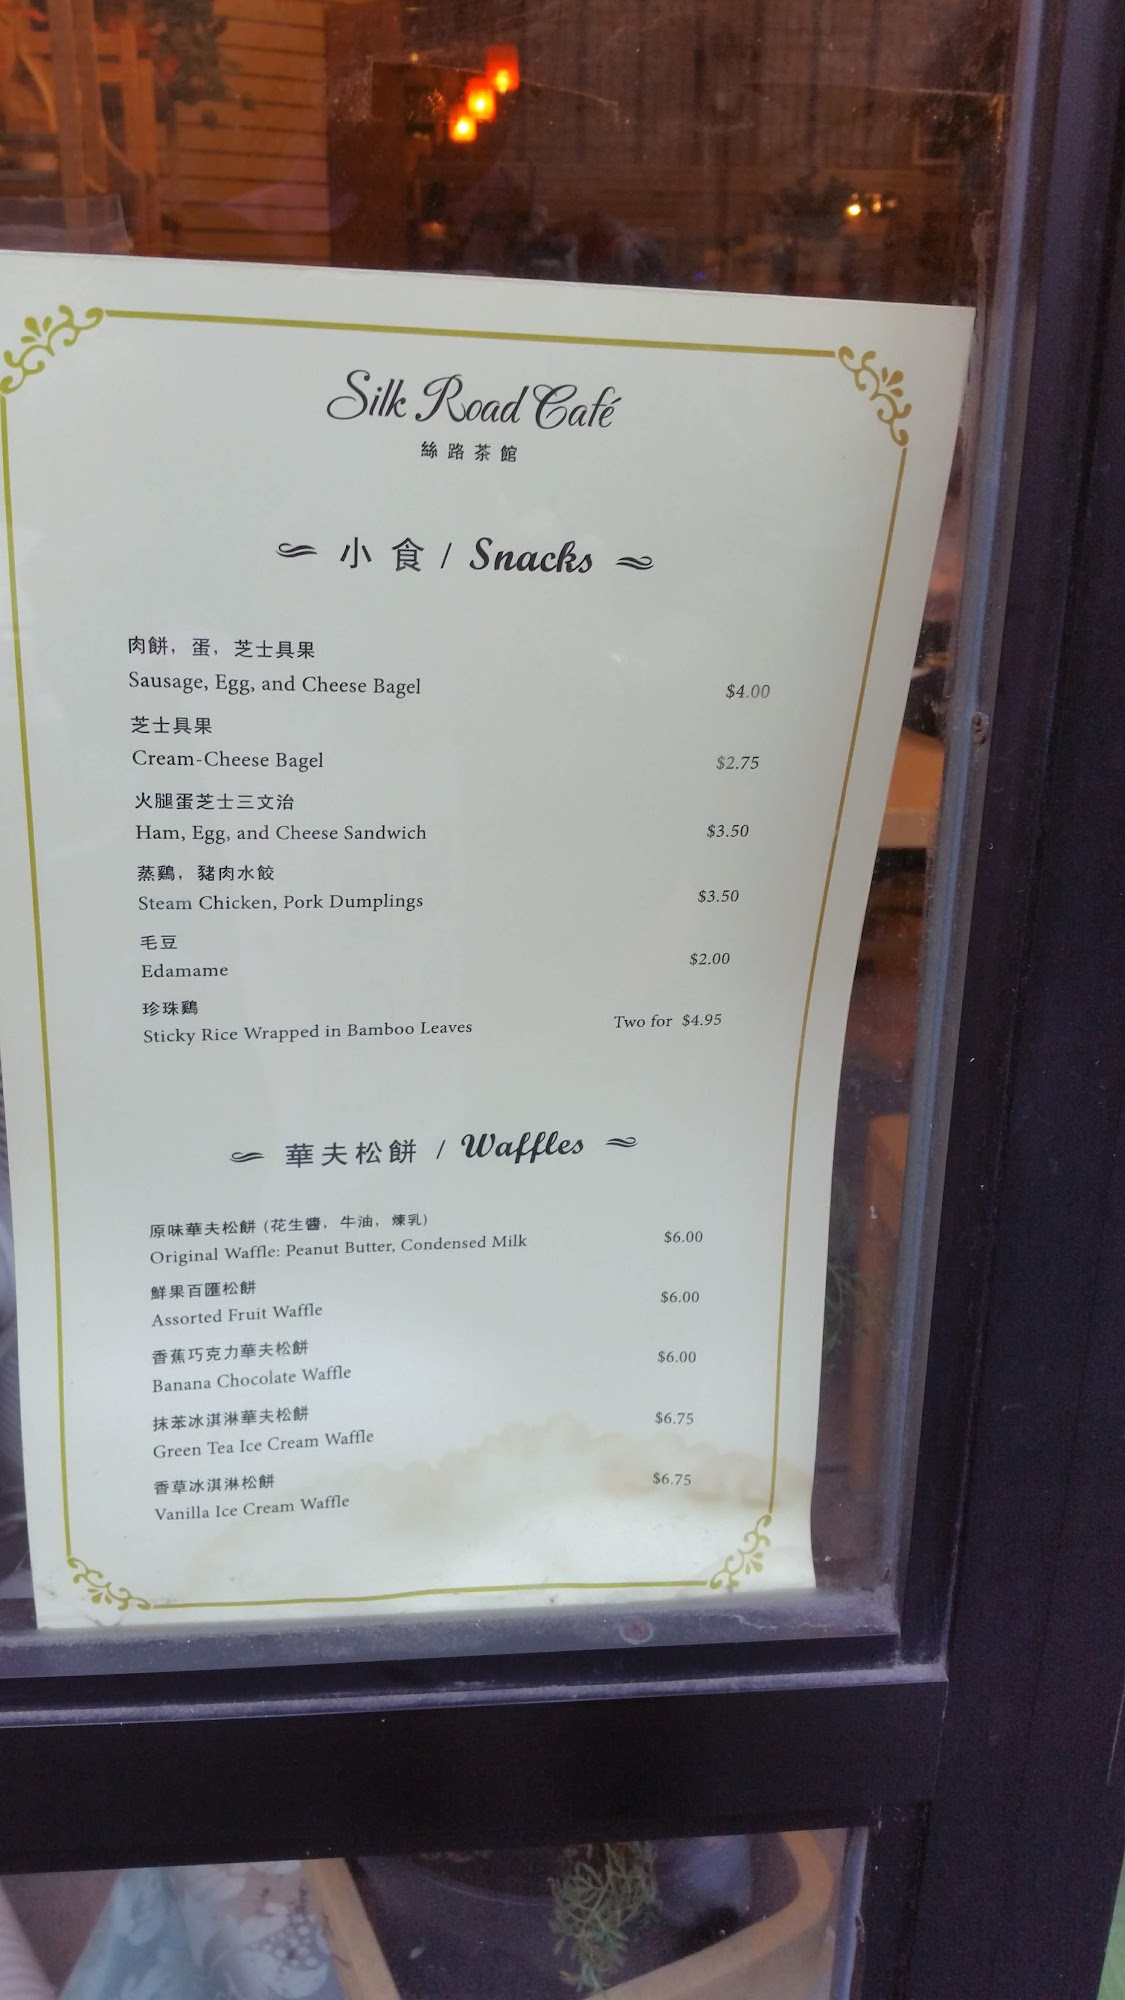 Silk Road Café
絲路茶館
小食 / Snacks
肉餅，蛋，芝士具果
Sausage, Egg, and Cheese Bagel $4.00
芝士具果
Cream-Cheese Bagel $2.75
火腿蛋芝士三文治
Ham, Egg, and Cheese Sandwich $3.50
蒸鷄，豬肉水餃
Steam Chicken, Pork Dumplings $3.50
毛豆
Edamame $2.00
珍珠鷄
Sticky Rice Wrapped in Bamboo Leaves Two for $4.95
華夫松餅 / Waffles
原味華夫松餅 (花生醬，牛油，煉乳)
Original Waffle: Peanut Butter, Condensed Milk $6.00
鮮果百匯松餅
Assorted Fruit Waffle $6.00
香蕉巧克力華夫松餅
Banana Chocolate Waffle $6.00
抹苯冰淇淋華夫松餅
Green Tea Ice Cream Waffle $6.75
香草冰淇淋松餅
Vanilla Ice Cream Waffle $6.75